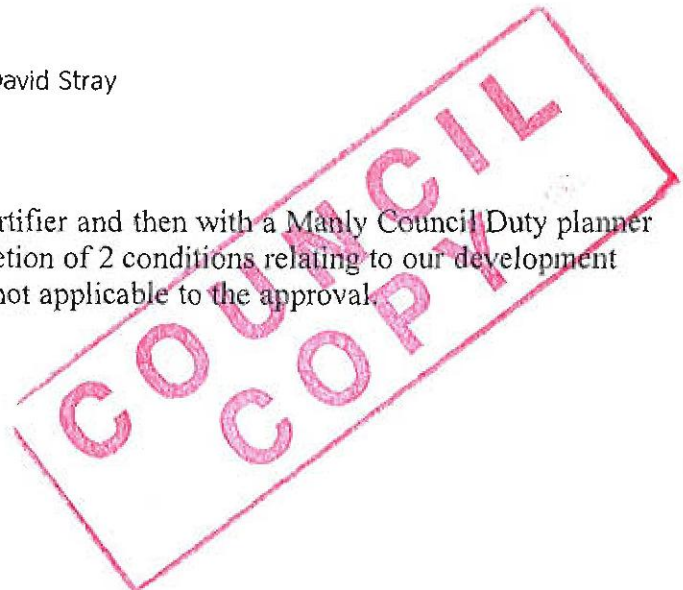 David Stray
rtifier and then with a Manly Council Duty planner
etion of 2 conditions relating to our development
not applicable to the approval.
COUNCIL
COPY